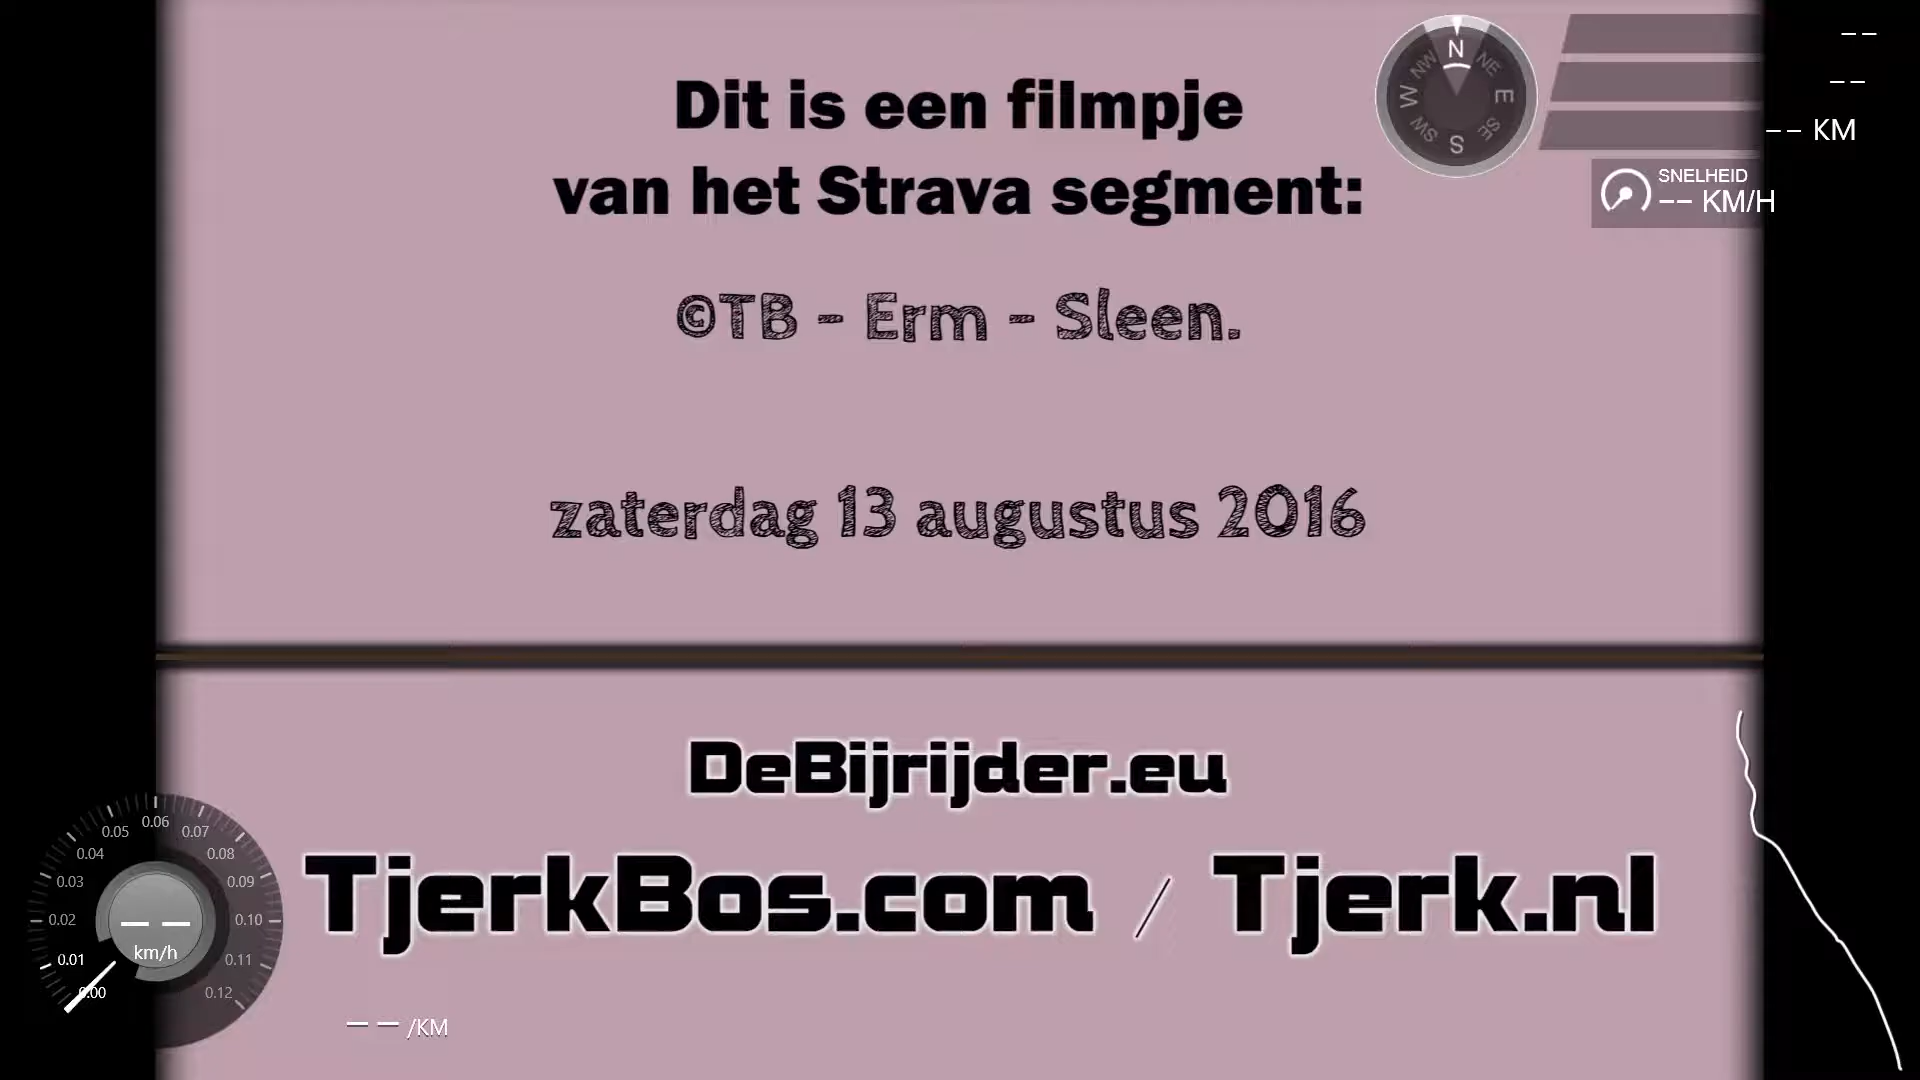 Dit is een filmpje
van het Strava segment:
©TB - Erm - Sleen.
zaterdag 13 augustus 2016
N
NE
E
SE
S
SW
W
NW
--
--
-- KM
SNELHEID
-- KM/H
DeBijrijder.eu
TjerkBos.com / Tjerk.nl
0.00
0.01
0.02
0.03
0.04
0.05
0.06
0.07
0.08
0.09
0.10
0.11
0.12
-- km/h
-- /KM